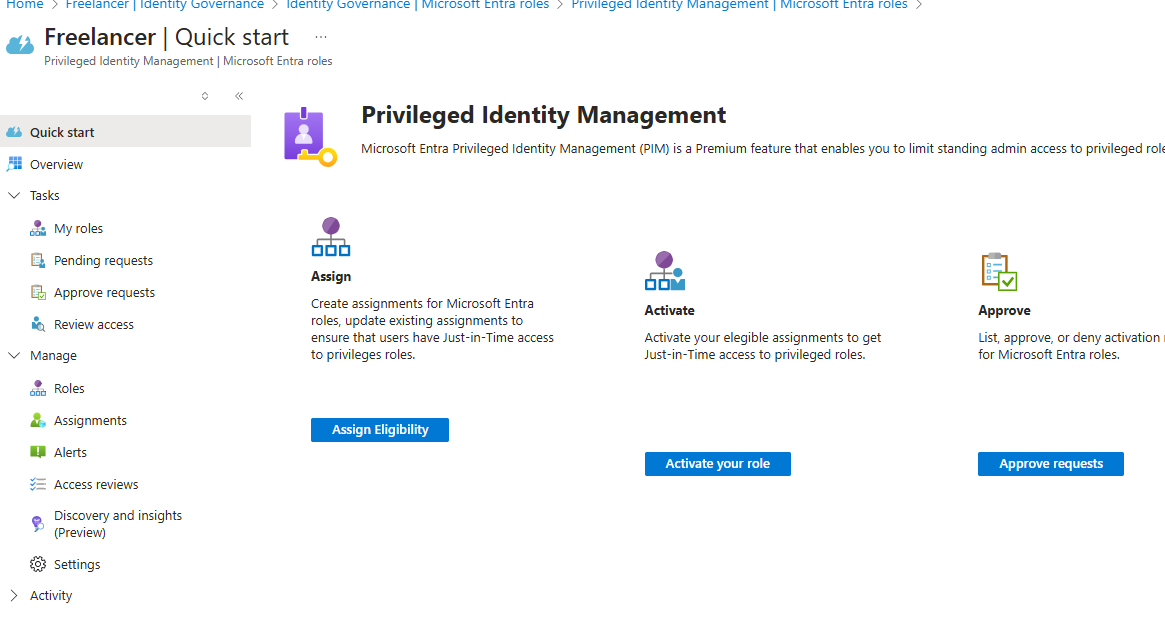 Home > Freelancer | Identity Governance > Identity Governance | Microsoft Entra roles > Privileged Identity Management | Microsoft Entra roles >
Freelancer | Quick start ...
Privileged Identity Management | Microsoft Entra roles
Quick start
Overview
Tasks
My roles
Pending requests
Approve requests
Review access
Manage
Roles
Assignments
Alerts
Access reviews
Discovery and insights
(Preview)
Settings
Activity
Privileged Identity Management
Microsoft Entra Privileged Identity Management (PIM) is a Premium feature that enables you to limit standing admin access to privileged role
Assign
Create assignments for Microsoft Entra
roles, update existing assignments to
ensure that users have Just-in-Time access
to privileges roles.
Assign Eligibility
Activate
Activate your elegible assignments to get
Just-in-Time access to privileged roles.
Activate your role
Approve
List, approve, or deny activation
for Microsoft Entra roles.
Approve requests